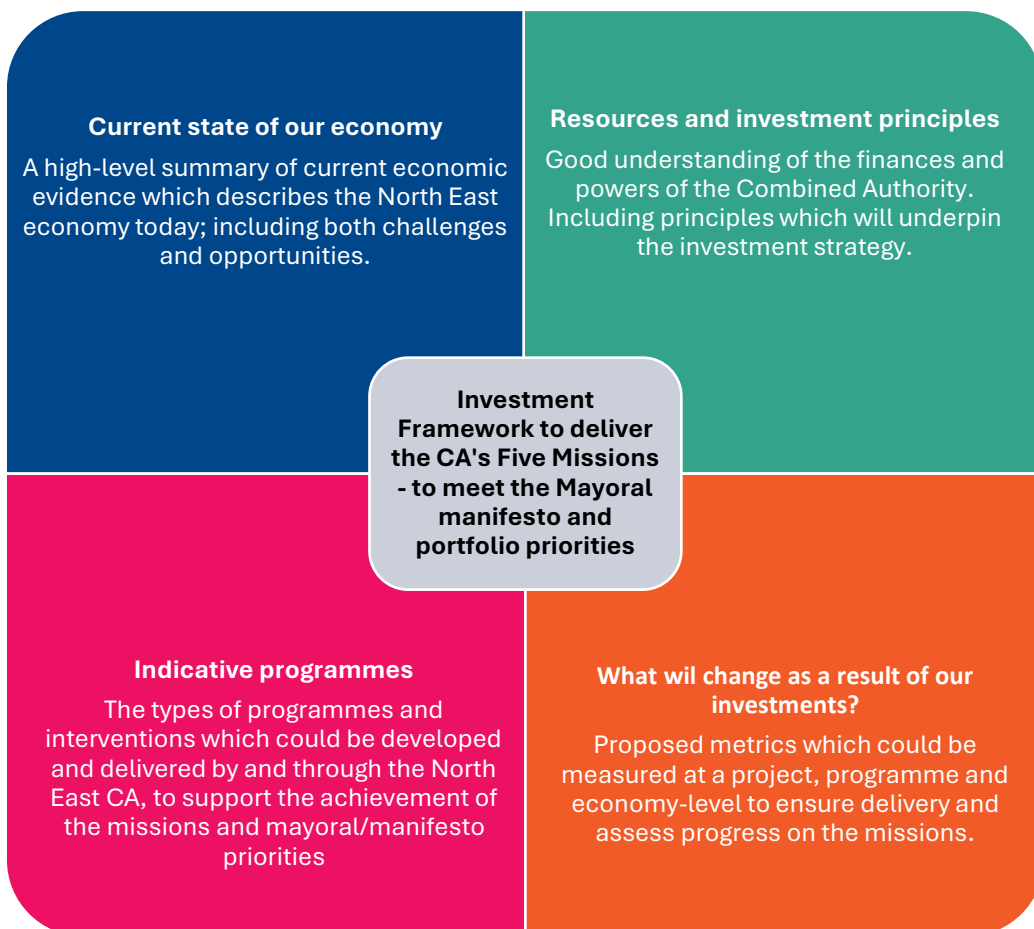 Current state of our economy
A high-level summary of current economic
evidence which describes the North East
economy today; including both challenges
and opportunities.
Resources and investment principles
Good understanding of the finances and
powers of the Combined Authority.
Including principles which will underpin
the investment strategy.
Investment
Framework to deliver
the CA's Five Missions
- to meet the Mayoral
manifesto and
portfolio priorities
Indicative programmes
The types of programmes and
interventions which could be developed
and delivered by and through the North
East CA, to support the achievement of
the missions and mayoral/manifesto
priorities
What wil change as a result of our
investments?
Proposed metrics which could be
measured at a project, programme and
economy-level to ensure delivery and
assess progress on the missions.